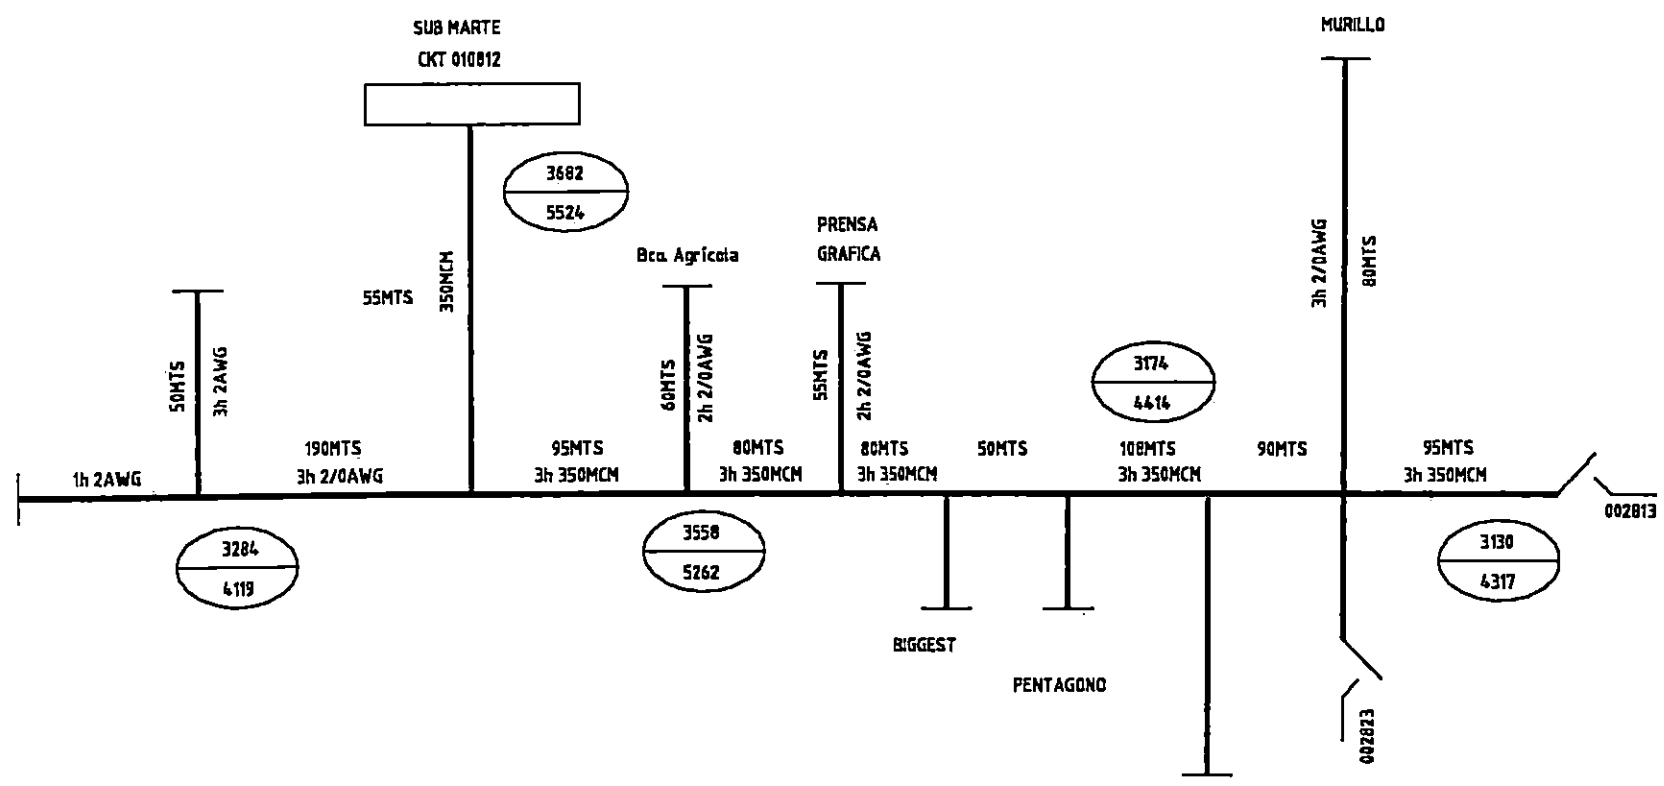 SUB MARTE
CKT 010812
MURILLO
3682
5524
PRENSA
GRAFICA
Bco. Agrícola
55MTS
350MCM
3h 2/0AWG
80MTS
50MTS
3h 2AWG
60MTS
2h 2/0AWG
55MTS
2h 2/0AWG
3174
4414
1h 2AWG
190MTS
3h 2/0AWG
95MTS
3h 350MCM
80MTS
3h 350MCM
80MTS
3h 350MCM
50MTS
108MTS
3h 350MCM
90MTS
95MTS
3h 350MCM
002813
3284
4119
3558
5262
3130
4317
BIGGEST
PENTAGONO
002823